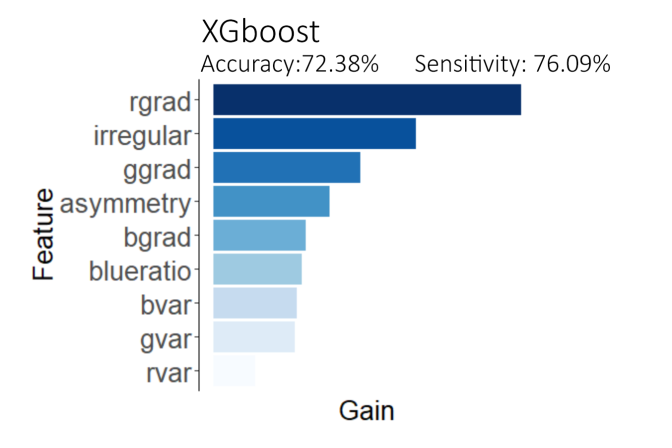 XGboost
Accuracy:72.38% Sensitivity: 76.09%
rgrad
irregular
ggrad
asymmetry
bgrad
blueratio
bvar
gvar
rvar
Feature
Gain